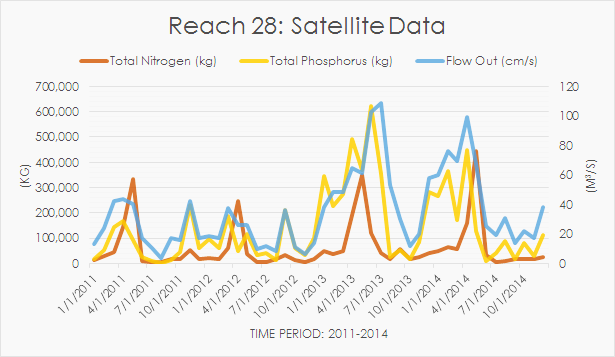 Reach 28: Satellite Data
Total Nitrogen (kg) Total Phosphorus (kg) Flow Out (cm/s)
700,000 120
600,000 100
500,000 80
400,000
300,000 60
200,000 40
100,000 20
0 0
(KG)
(M³/S)
1/1/2011 4/1/2011 7/1/2011 10/1/2011 1/1/2012 4/1/2012 7/1/2012 10/1/2012 1/1/2013 4/1/2013 7/1/2013 10/1/2013 1/1/2014 4/1/2014 7/1/2014 10/1/2014
TIME PERIOD: 2011-2014